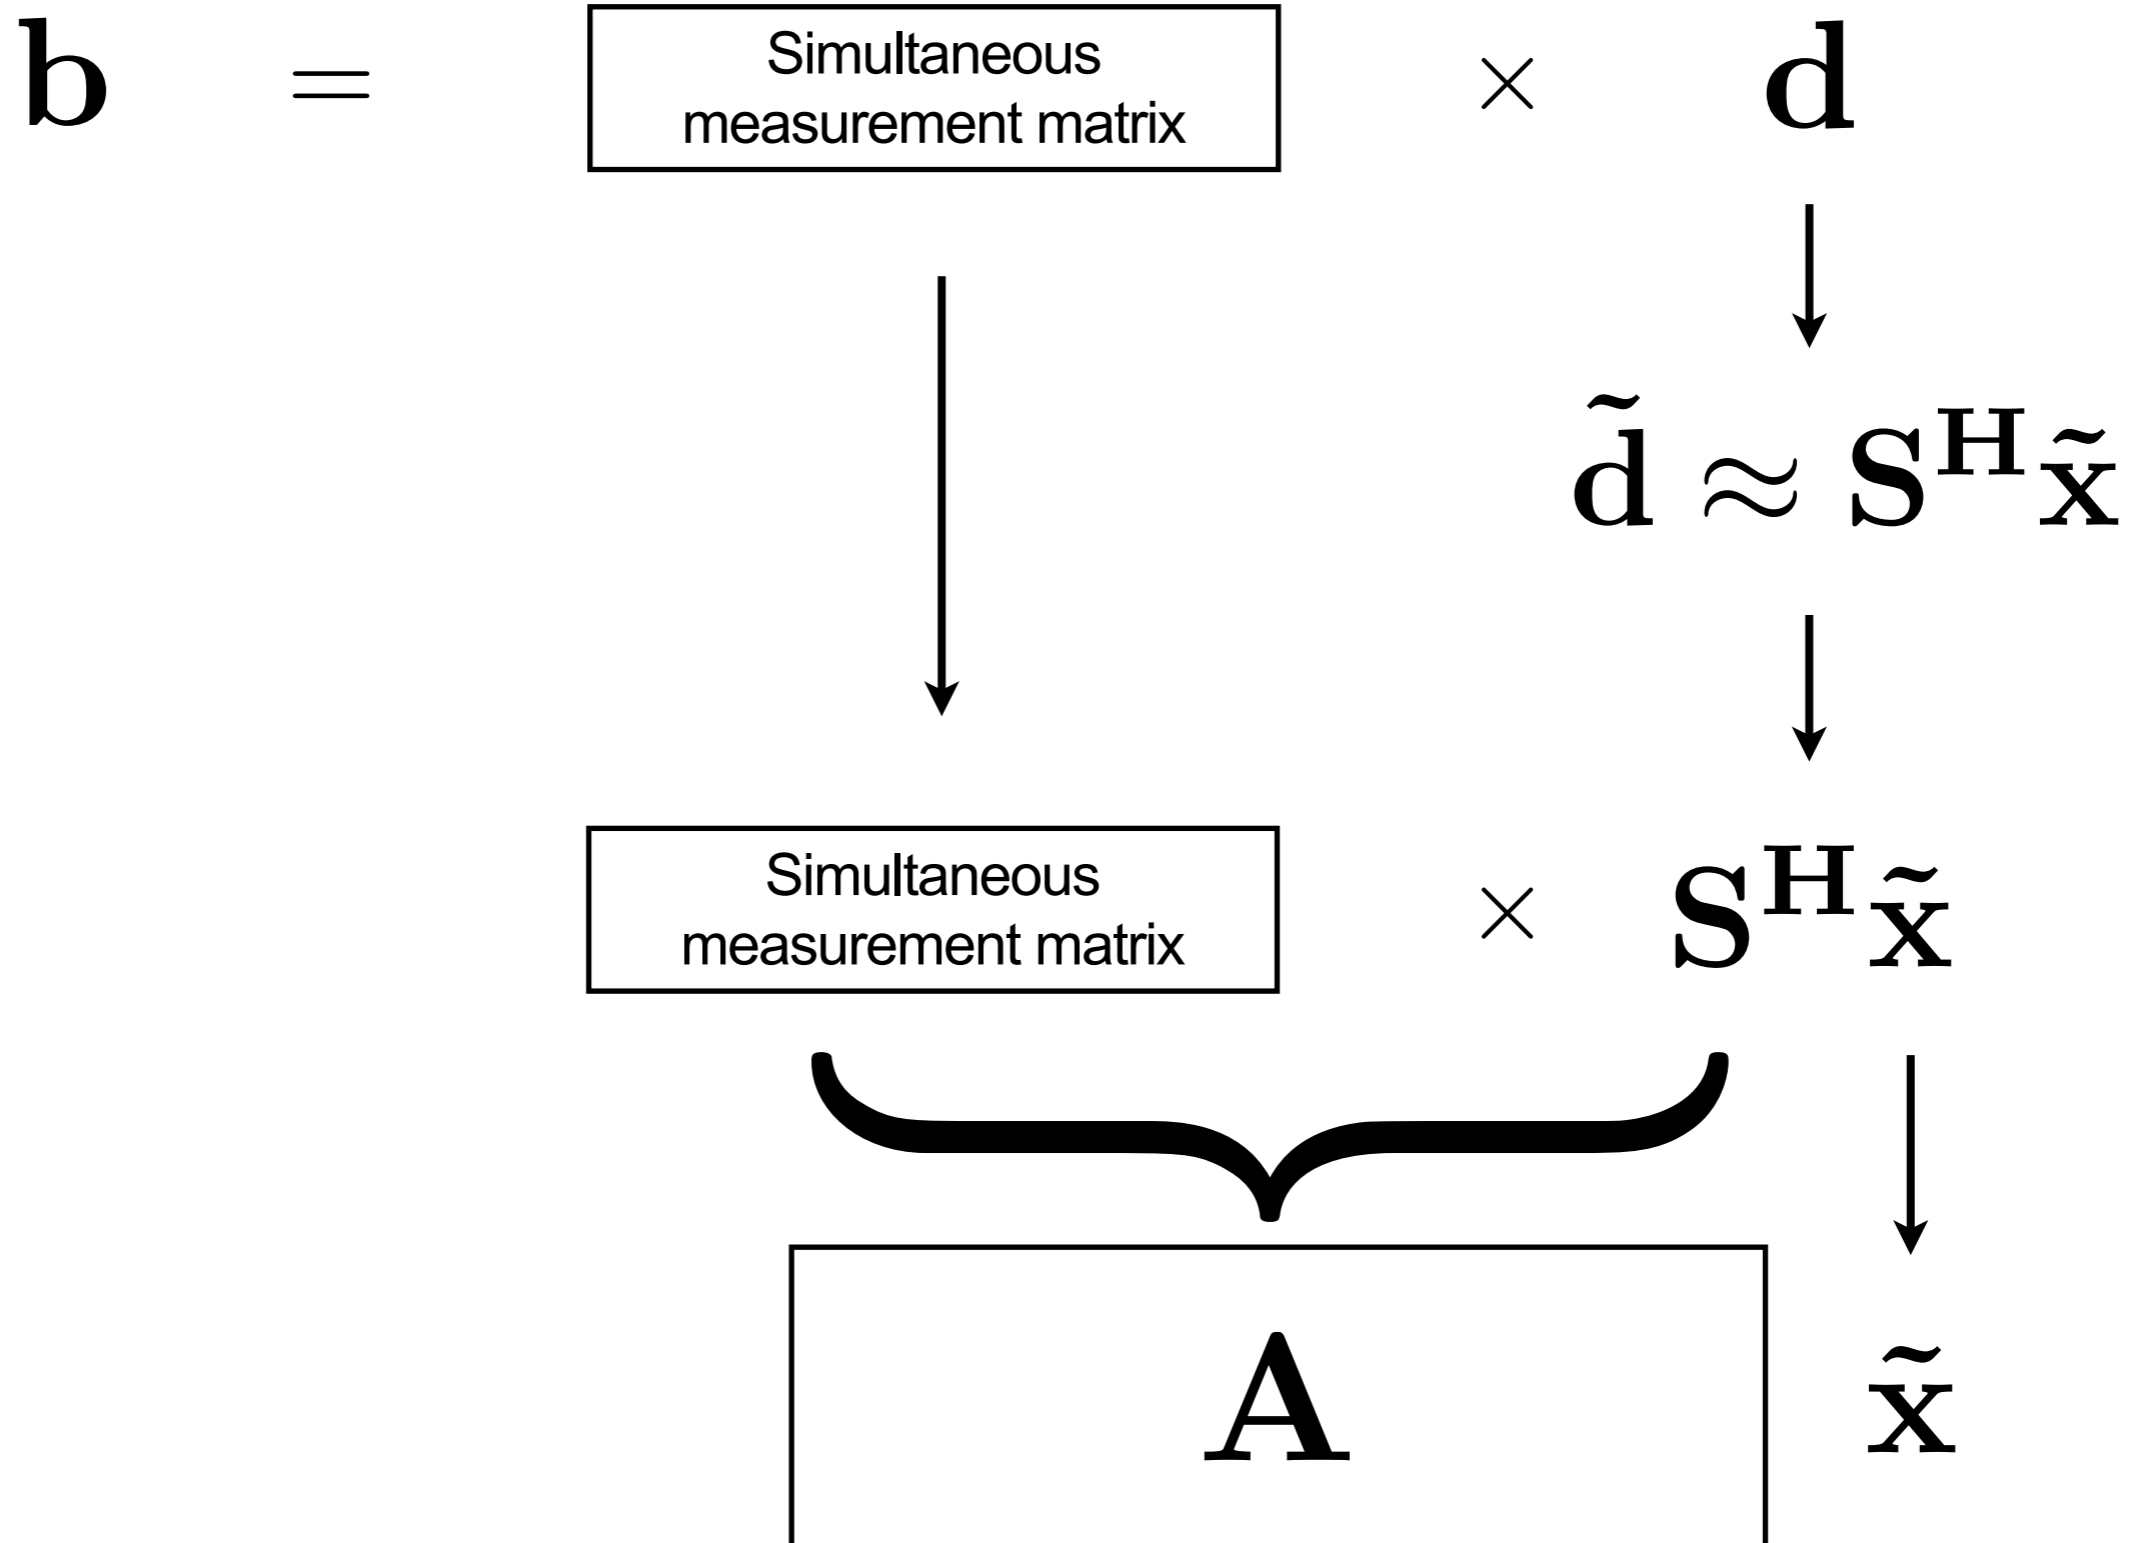 b = Simultaneous × d
measurement matrix
d̃ ≈ Sᴴx̃
Simultaneous × Sᴴx̃
measurement matrix
A x̃